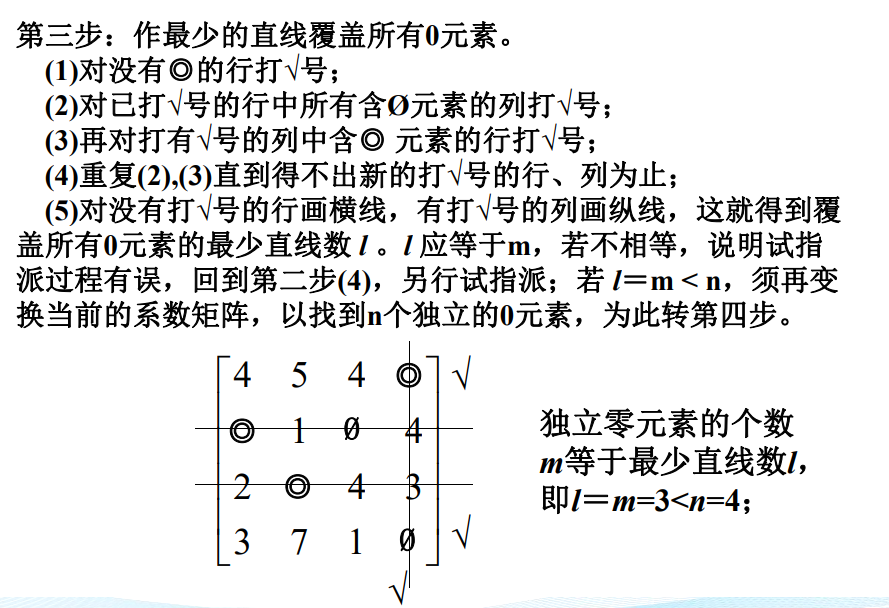 第三步：作最少的直线覆盖所有0元素。
(1)对没有◎的行打√号；
(2)对已打√号的行中所有含Ø元素的列打√号；
(3)再对打有√号的列中含◎ 元素的行打√号；
(4)重复(2),(3)直到得不出新的打√号的行、列为止；
(5)对没有打√号的行画横线，有打√号的列画纵线，这就得到覆
盖所有0元素的最少直线数 l 。l 应等于m，若不相等，说明试指
派过程有误，回到第二步(4)，另行试指派；若 l＝m < n，须再变
换当前的系数矩阵，以找到n个独立的0元素，为此转第四步。
4 5 4 ◎ √
◎ 1 Ø 4
2 ◎ 4 3
3 7 1 Ø √
√
独立零元素的个数
m等于最少直线数l，
即l＝m=3<n=4；